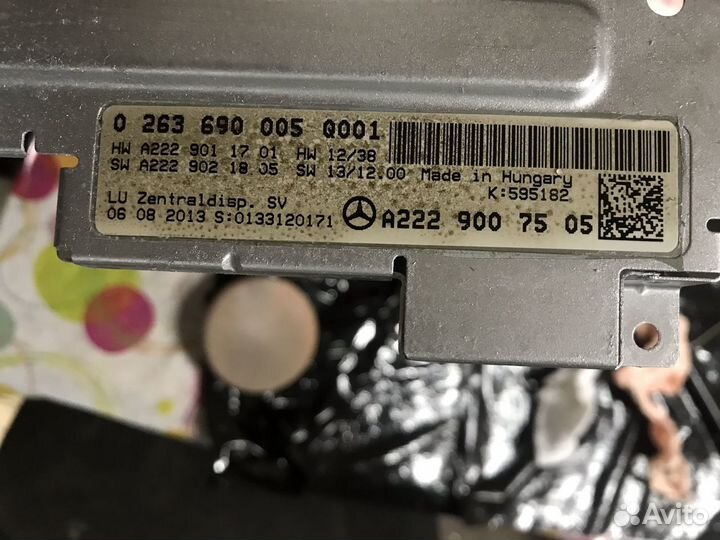 0 263 690 005 Q001
HW A222 901 17 01 HW 12/38
SW A222 902 18 05 SW 13/12.00 Made in Hungary
K:595182
LU Zentraldisp. SV
06 08 2013 S:0133120171
A222 900 75 05
Avito